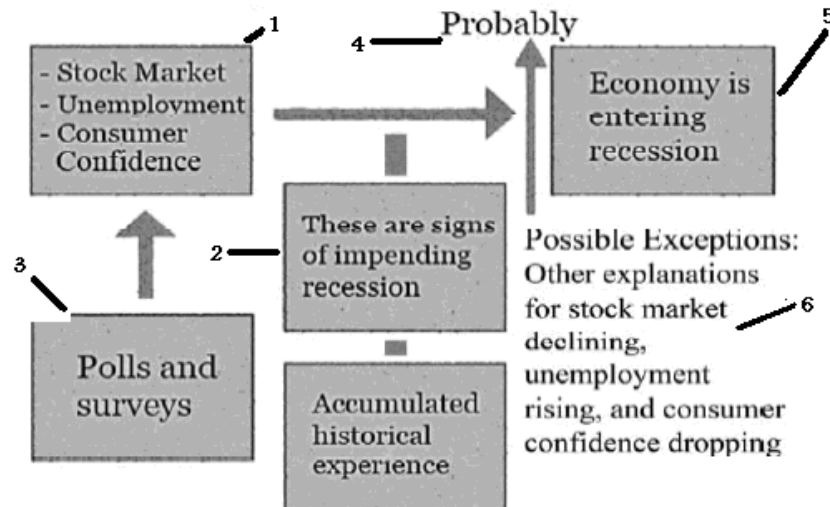 1
- Stock Market
- Unemployment
- Consumer
Confidence
4
Probably
5
Economy is
entering
recession
2
These are signs
of impending
recession
3
Polls and
surveys
Accumulated
historical
experience
Possible Exceptions:
Other explanations
for stock market
declining,
unemployment
rising, and consumer
confidence dropping
6